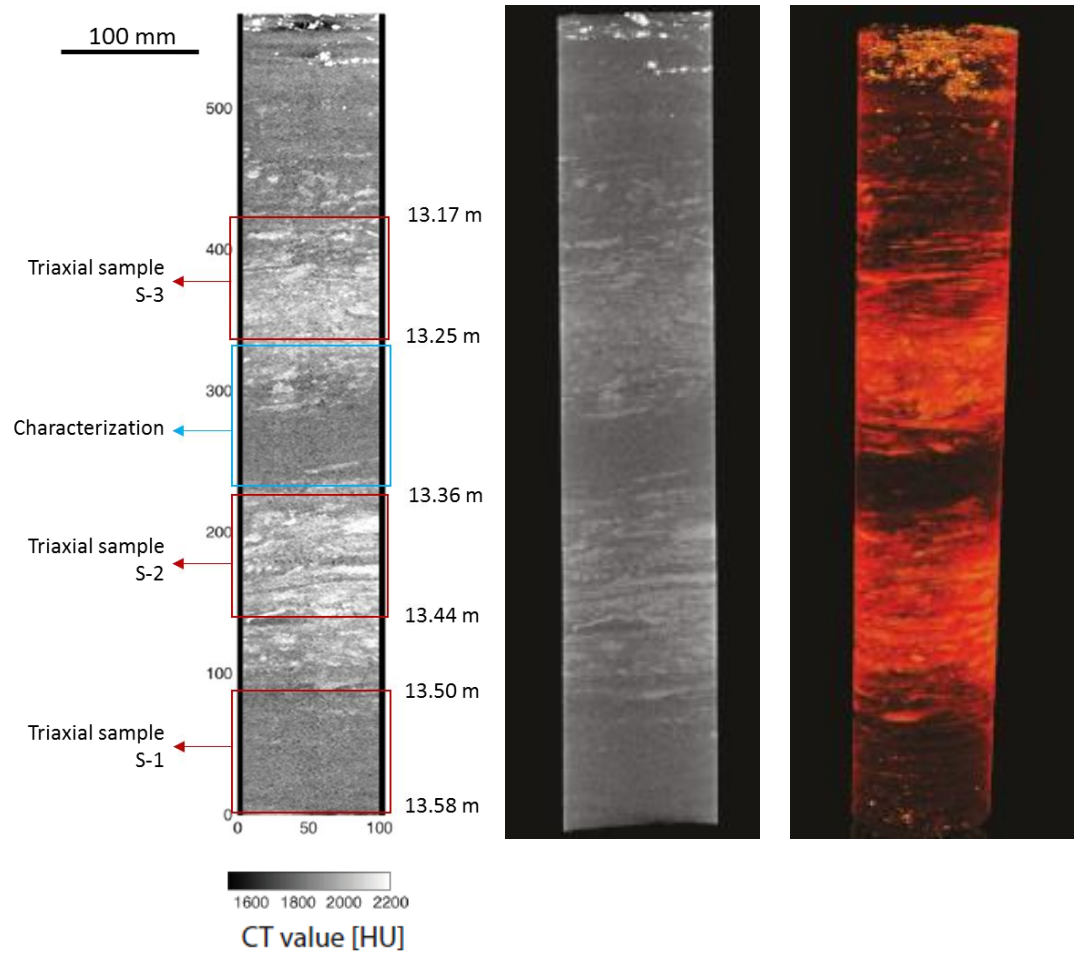 100 mm
500
400
300
200
100
0
0 50 100
13.17 m
13.25 m
13.36 m
13.44 m
13.50 m
13.58 m
Triaxial sample
S-3
Characterization
Triaxial sample
S-2
Triaxial sample
S-1
1600 1800 2000 2200
CT value [HU]